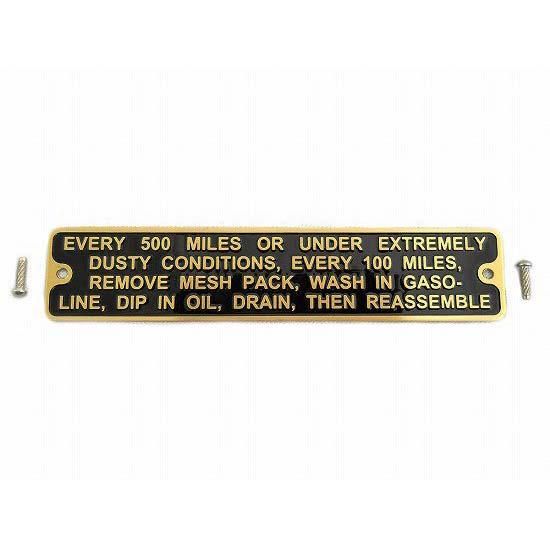 EVERY 500 MILES OR UNDER EXTREMELY
DUSTY CONDITIONS, EVERY 100 MILES,
REMOVE MESH PACK, WASH IN GASO-
LINE, DIP IN OIL, DRAIN, THEN REASSEMBLE